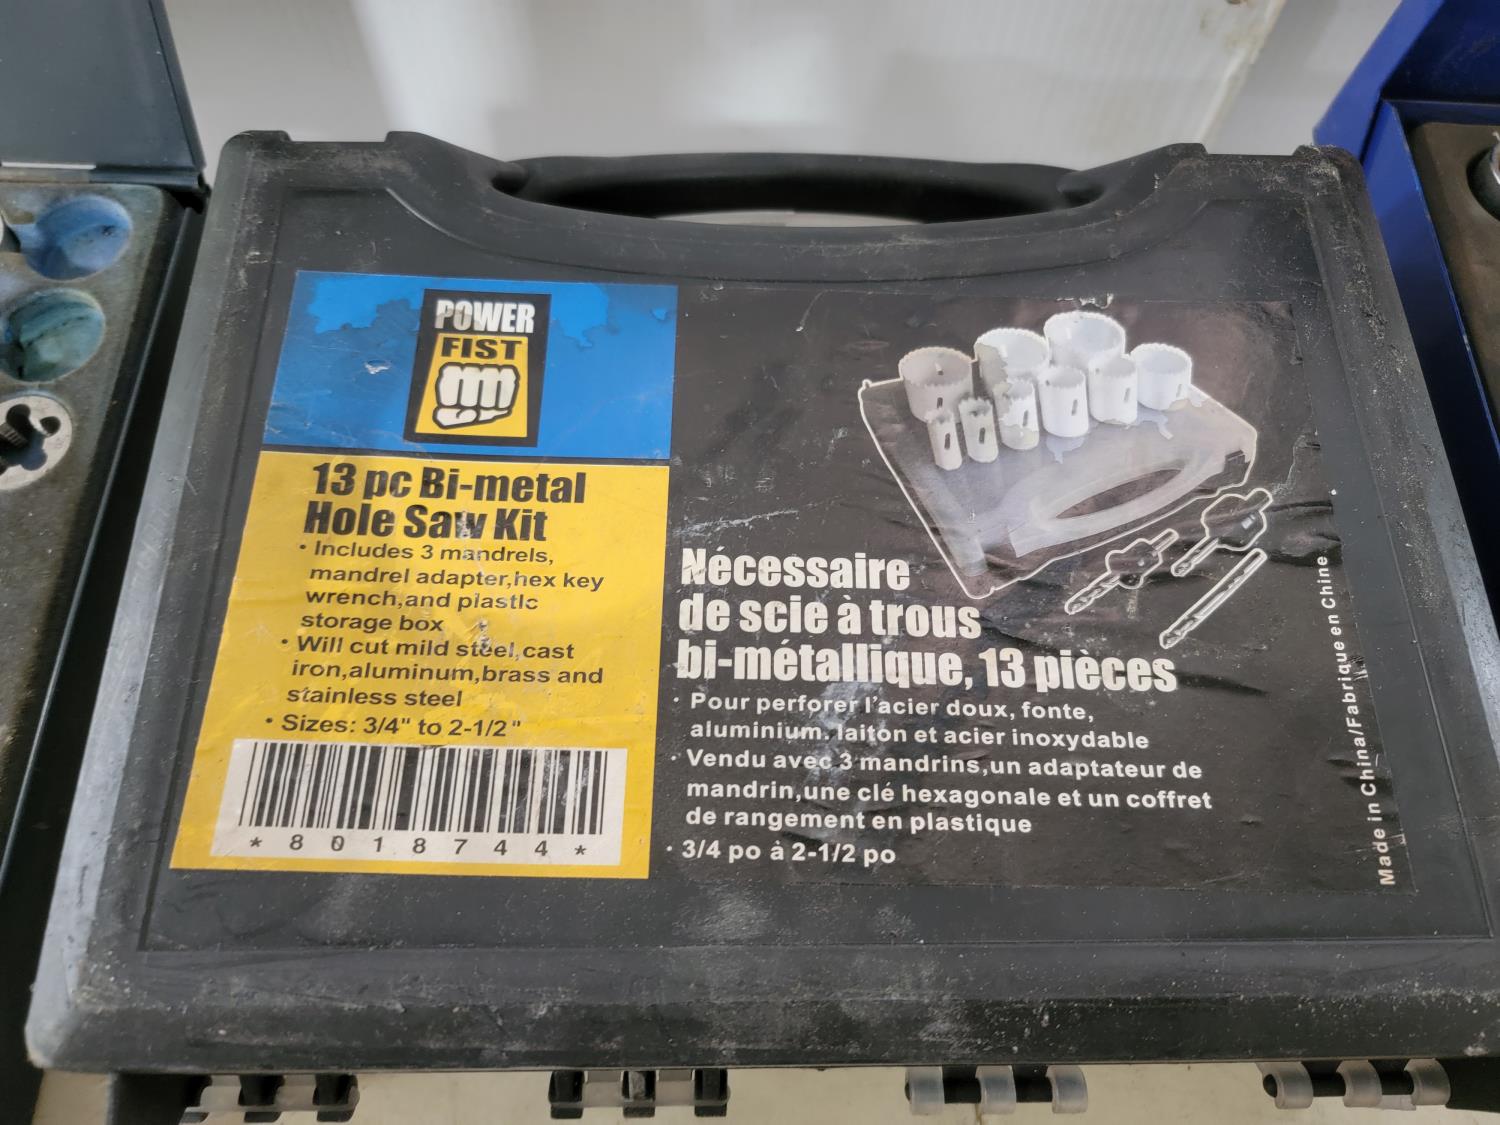 POWER
FIST
13 pc Bi-metal
Hole Saw Kit
• Includes 3 mandrels,
mandrel adapter,hex key
wrench,and plastic
storage box
• Will cut mild steel,cast
iron,aluminum,brass and
stainless steel
• Sizes: 3/4" to 2-1/2"
* 8 0 1 8 7 4 4 *
Nécessaire
de scie à trous
bi-métallique, 13 pièces
· Pour perforer l'acier doux, fonte,
aluminium. laiton et acier inoxydable
· Vendu avec 3 mandrins,un adaptateur de
mandrin,une clé hexagonale et un coffret
de rangement en plastique
· 3/4 po à 2-1/2 po
Made in China/Fabrique en Chine